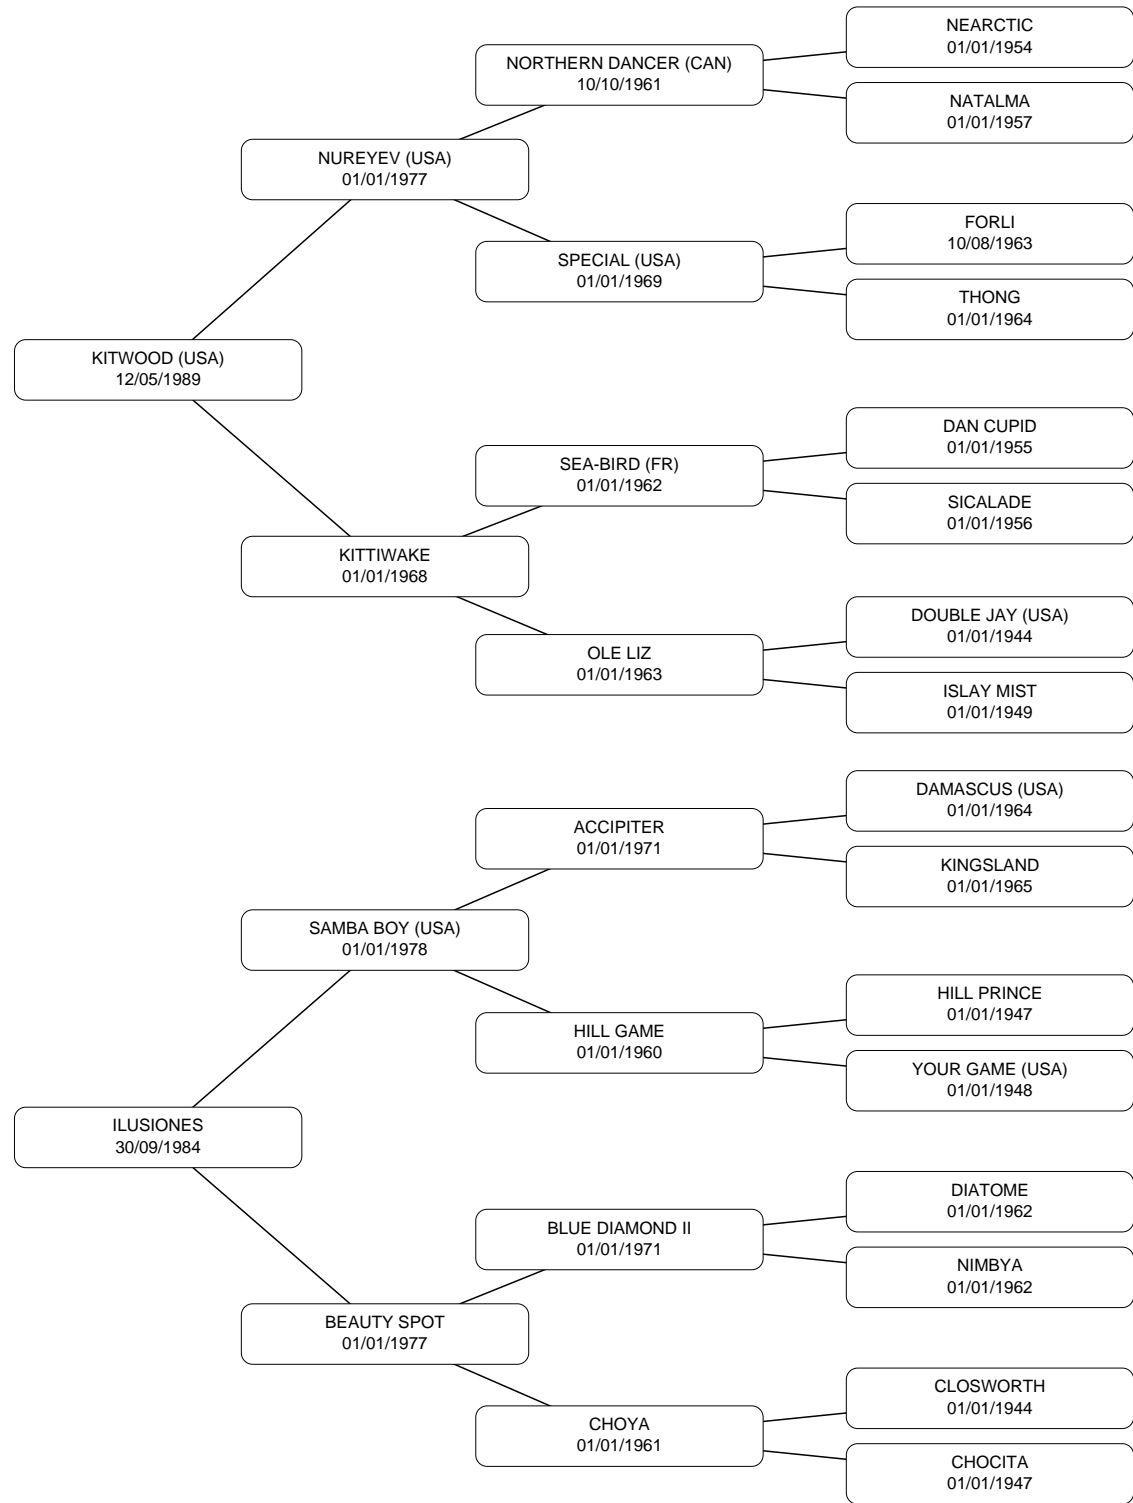 NEARCTIC
01/01/1954
NORTHERN DANCER (CAN)
10/10/1961
NATALMA
01/01/1957
NUREYEV (USA)
01/01/1977
FORLI
10/08/1963
SPECIAL (USA)
01/01/1969
THONG
01/01/1964
KITWOOD (USA)
12/05/1989
DAN CUPID
01/01/1955
SEA-BIRD (FR)
01/01/1962
SICALADE
01/01/1956
KITTIWAKE
01/01/1968
DOUBLE JAY (USA)
01/01/1944
OLE LIZ
01/01/1963
ISLAY MIST
01/01/1949
DAMASCUS (USA)
01/01/1964
ACCIPITER
01/01/1971
KINGSLAND
01/01/1965
SAMBA BOY (USA)
01/01/1978
HILL PRINCE
01/01/1947
HILL GAME
01/01/1960
YOUR GAME (USA)
01/01/1948
ILUSIONES
30/09/1984
DIATOME
01/01/1962
BLUE DIAMOND II
01/01/1971
NIMBYA
01/01/1962
BEAUTY SPOT
01/01/1977
CLOSWORTH
01/01/1944
CHOYA
01/01/1961
CHOCITA
01/01/1947